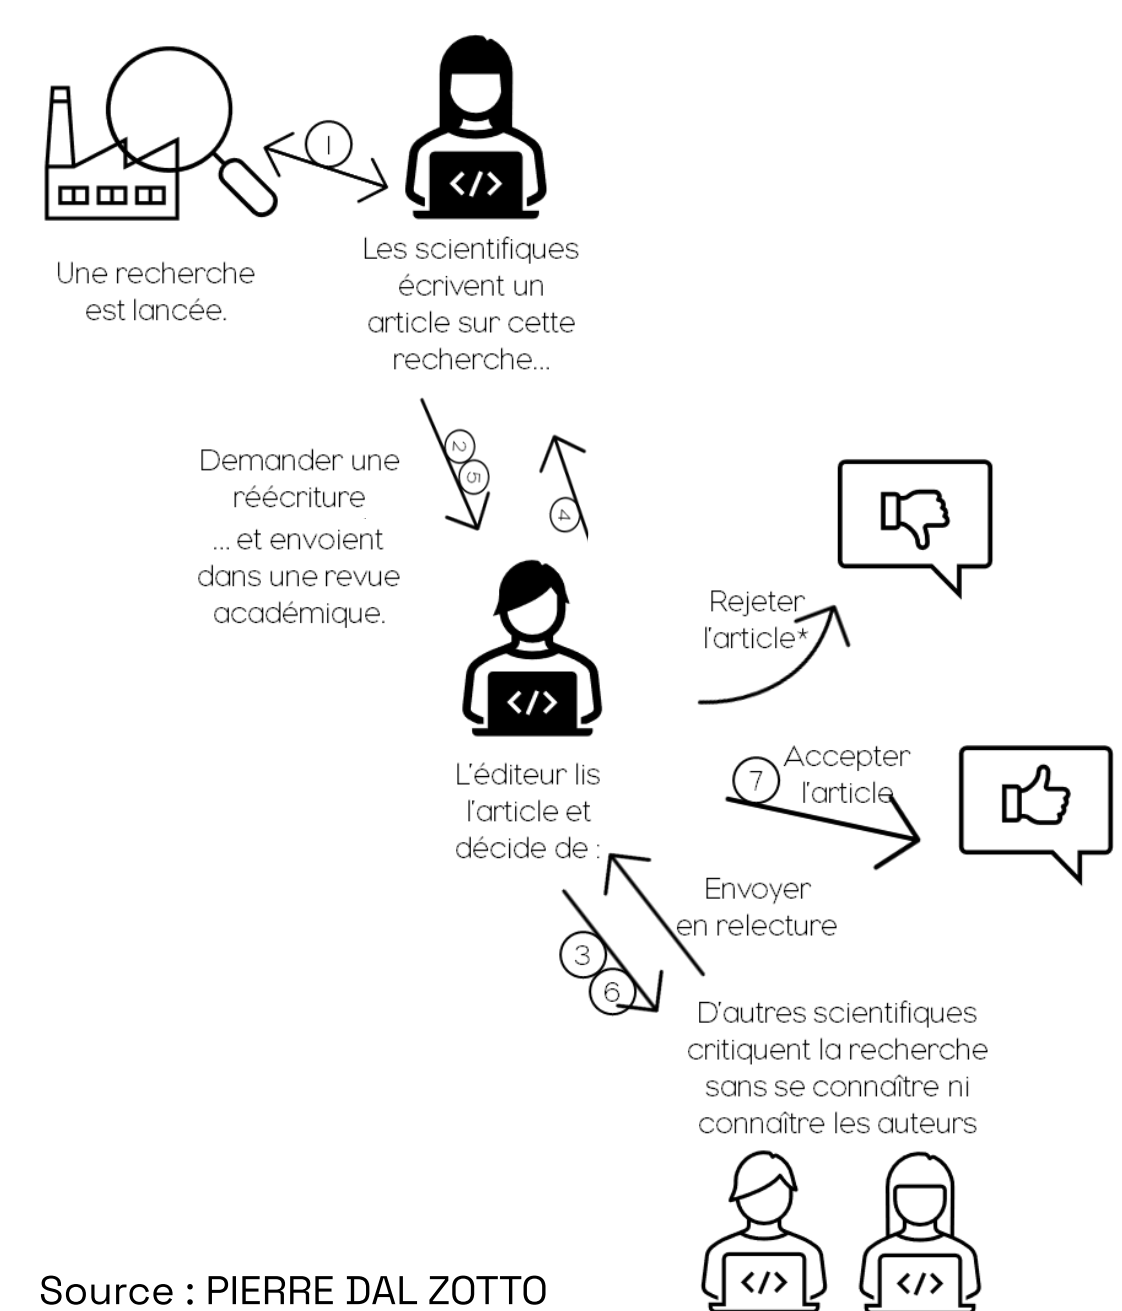 1
Une recherche
est lancée.
Les scientifiques
écrivent un
article sur cette
recherche...
2
5
4
Demander une
réécriture
... et envoient
dans une revue
académique.
</>
</>
Rejeter
l'article*
L'éditeur lis
l'article et
décide de :
7
Accepter
l'article
Envoyer
en relecture
3
6
D'autres scientifiques
critiquent la recherche
sans se connaître ni
connaître les auteurs
</>
</>
Source : PIERRE DAL ZOTTO